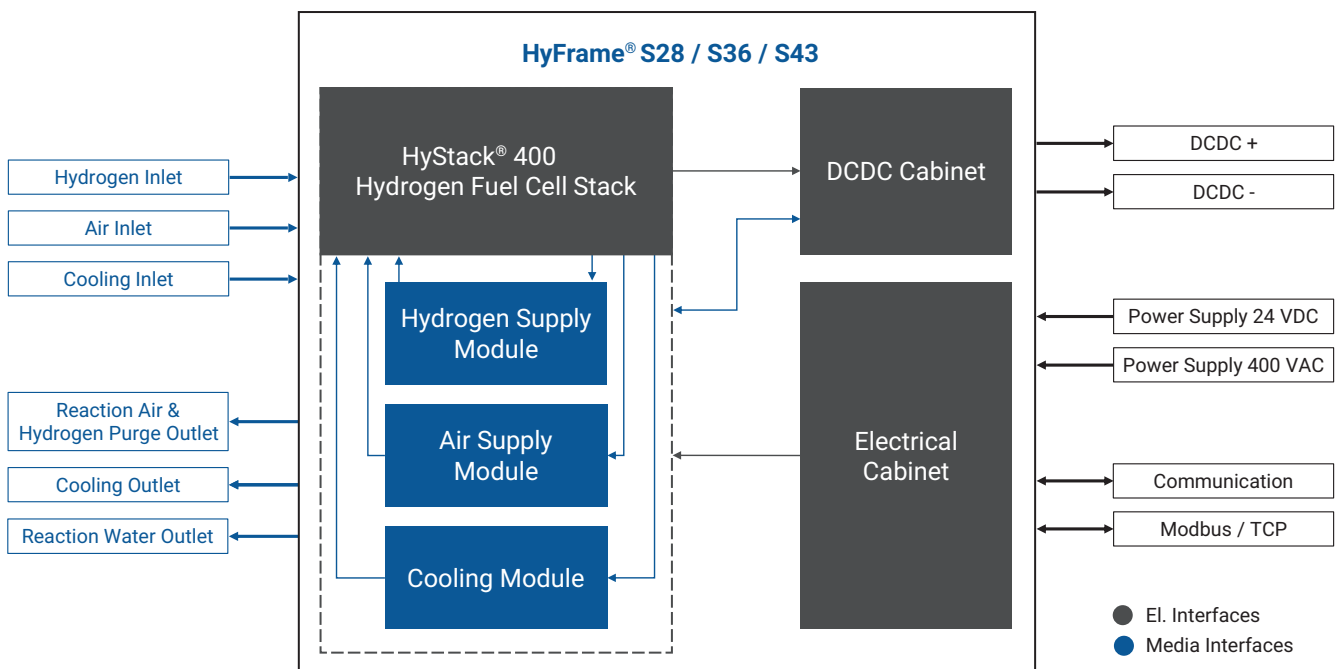 HyFrame® S28 / S36 / S43
HyStack® 400
Hydrogen Fuel Cell Stack
DCDC Cabinet
Hydrogen Supply
Module
Air Supply
Module
Cooling Module
Electrical
Cabinet
Hydrogen Inlet
Air Inlet
Cooling Inlet
Reaction Air &
Hydrogen Purge Outlet
Cooling Outlet
Reaction Water Outlet
DCDC +
DCDC -
Power Supply 24 VDC
Power Supply 400 VAC
Communication
Modbus / TCP
El. Interfaces
Media Interfaces